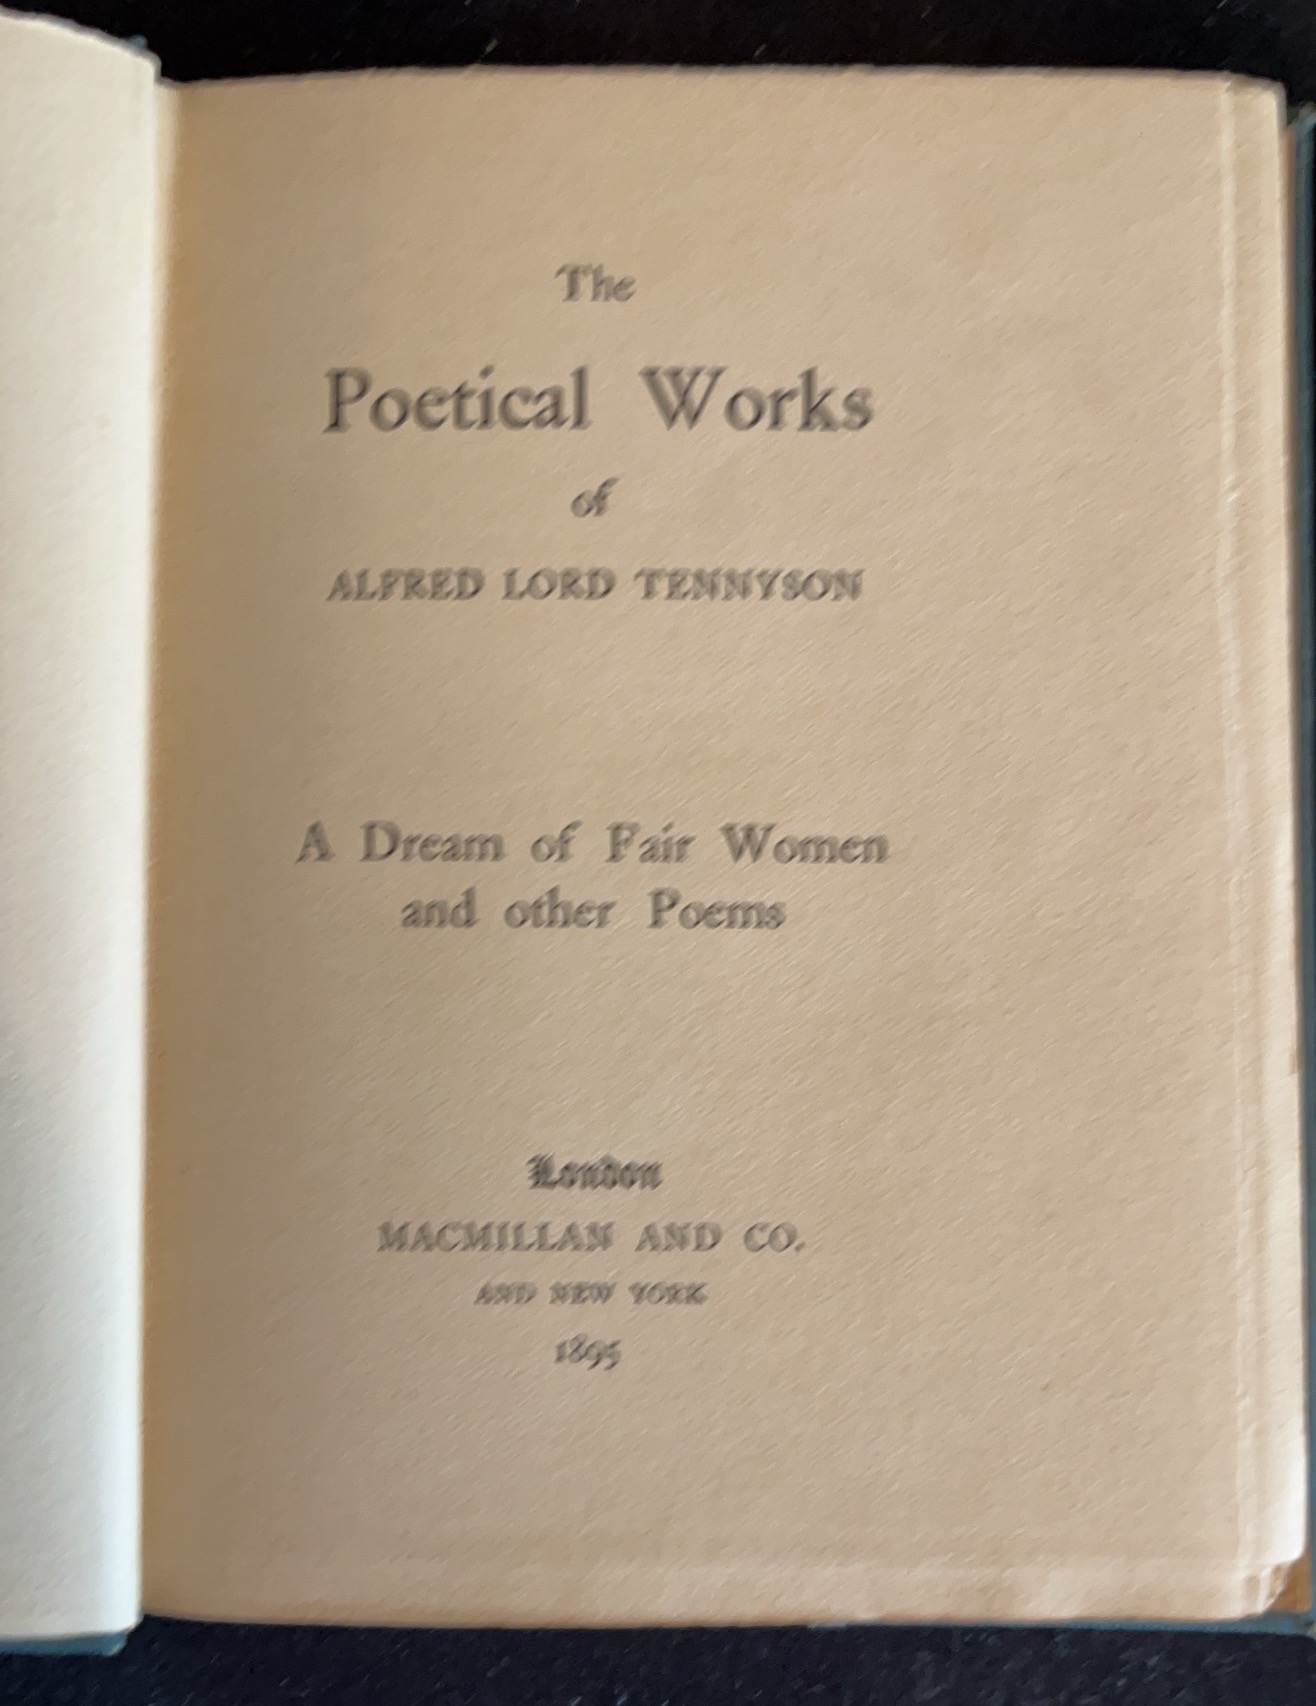 The
Poetical Works
of
ALFRED LORD TENNYSON
A Dream of Fair Women
and other Poems
London
MACMILLAN AND CO.
AND NEW YORK
1895